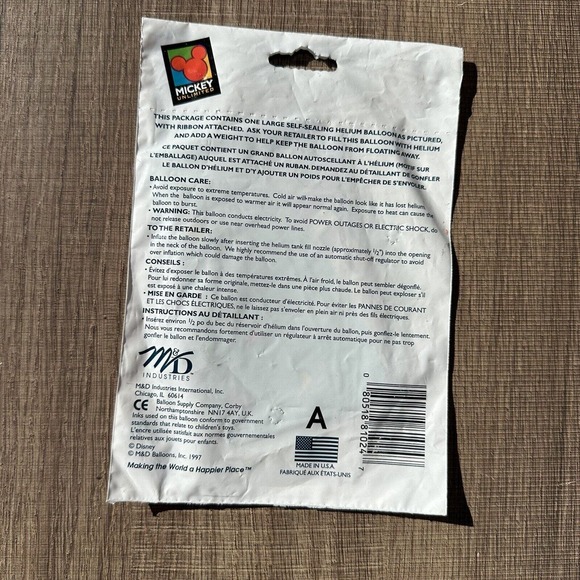 MICKEY
UNLIMITED
THIS PACKAGE CONTAINS ONE LARGE SELF-SEALING HELIUM BALLOON AS PICTURED,
WITH RIBBON ATTACHED. ASK YOUR RETAILER TO FILL THIS BALLOON WITH HELIUM
AND ADD A WEIGHT TO HELP KEEP THE BALLOON FROM FLOATING AWAY.
CE PAQUET CONTIENT UN GRAND BALLON AUTOSCELLANT À L'HÉLIUM (MOTIF SUR
L'EMBALLAGE) AUQUEL EST ATTACHÉ UN RUBAN. DEMANDEZ AU DÉTAILLANT DE GONFLER
LE BALLON D'HÉLIUM ET D'Y AJOUTER UN POIDS POUR L'EMPÊCHER DE S'ENVOLER.
BALLOON CARE:
• Avoid exposure to extreme temperatures. Cold air will make the balloon look like it has lost helium.
When the balloon is exposed to warmer air it will appear normal again. Exposure to heat can cause the
balloon to burst.
• WARNING: This balloon conducts electricity. To avoid POWER OUTAGES OR ELECTRIC SHOCK, do
not release outdoors or use near overhead power lines.
TO THE RETAILER:
• Inflate the balloon slowly after inserting the helium tank fill nozzle (approximately 1/2") into the opening
in the neck of the balloon. We highly recommend the use of an automatic shut-off regulator to avoid
over inflation which could damage the balloon.
CONSEILS :
• Évitez d'exposer le ballon à des températures extrêmes. À l'air froid, le ballon peut sembler dégonflé.
Pour lui redonner sa forme originale, mettez-le dans une pièce plus chaude. Le ballon peut exploser s'il
est exposé à une chaleur intense.
• MISE EN GARDE : Ce ballon est conducteur d'électricité. Pour éviter les PANNES DE COURANT
ET LES CHOCS ÉLECTRIQUES, ne le laissez pas s'envoler en plein air ni près des fils électriques.
INSTRUCTIONS AU DÉTAILLANT :
• Insérez environ 1/2 po du bec du réservoir d'hélium dans l'ouverture du ballon, puis gonflez-le lentement.
Nous vous recommandons fortement d'utiliser un régulateur à arrêt automatique pour ne pas trop
gonfler le ballon et l'endommager.
M&D
INDUSTRIES™
M&D Industries International, Inc.
Chicago, IL 60614
CE Balloon Supply Company, Corby
Northamptonshire NN17 4AY, U.K.
Inks used on this balloon conform to government
standards that relate to children's toys.
L'encre utilisée satisfait aux normes gouvernementales
relatives aux jouets pour enfants.
© Disney
© M&D Balloons, Inc. 1997
Making the World a Happier Place™
A
MADE IN U.S.A.
FABRIQUÉ AUX ÉTATS-UNIS
0 80518 81024 7